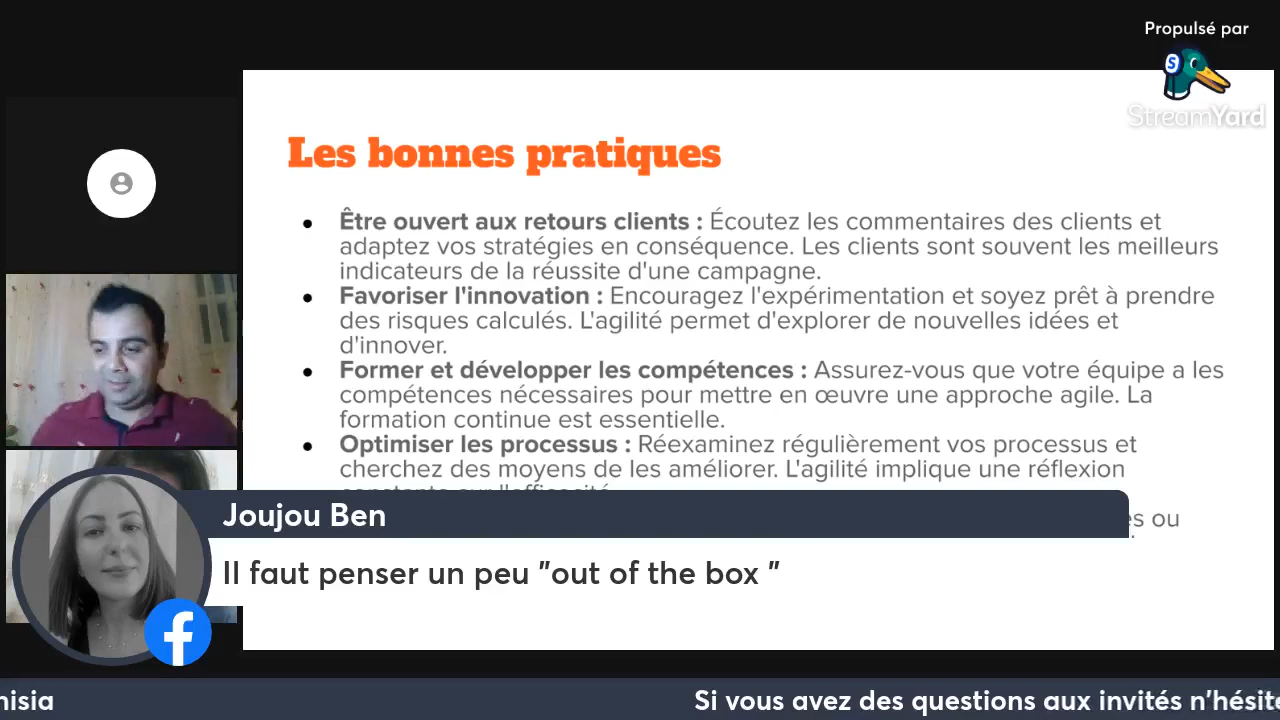 Propulsé par
StreamYard
Les bonnes pratiques
● Être ouvert aux retours clients : Écoutez les commentaires des clients et
adaptez vos stratégies en conséquence. Les clients sont souvent les meilleurs
indicateurs de la réussite d'une campagne.
● Favoriser l'innovation : Encouragez l'expérimentation et soyez prêt à prendre
des risques calculés. L'agilité permet d'explorer de nouvelles idées et
d'innover.
● Former et développer les compétences : Assurez-vous que votre équipe a les
compétences nécessaires pour mettre en œuvre une approche agile. La
formation continue est essentielle.
● Optimiser les processus : Réexaminez régulièrement vos processus et
cherchez des moyens de les améliorer. L'agilité implique une réflexion
constante sur l'efficacité.
ou
Joujou Ben
Il faut penser un peu "out of the box "
nisia
Si vous avez des questions aux invités n'hésite